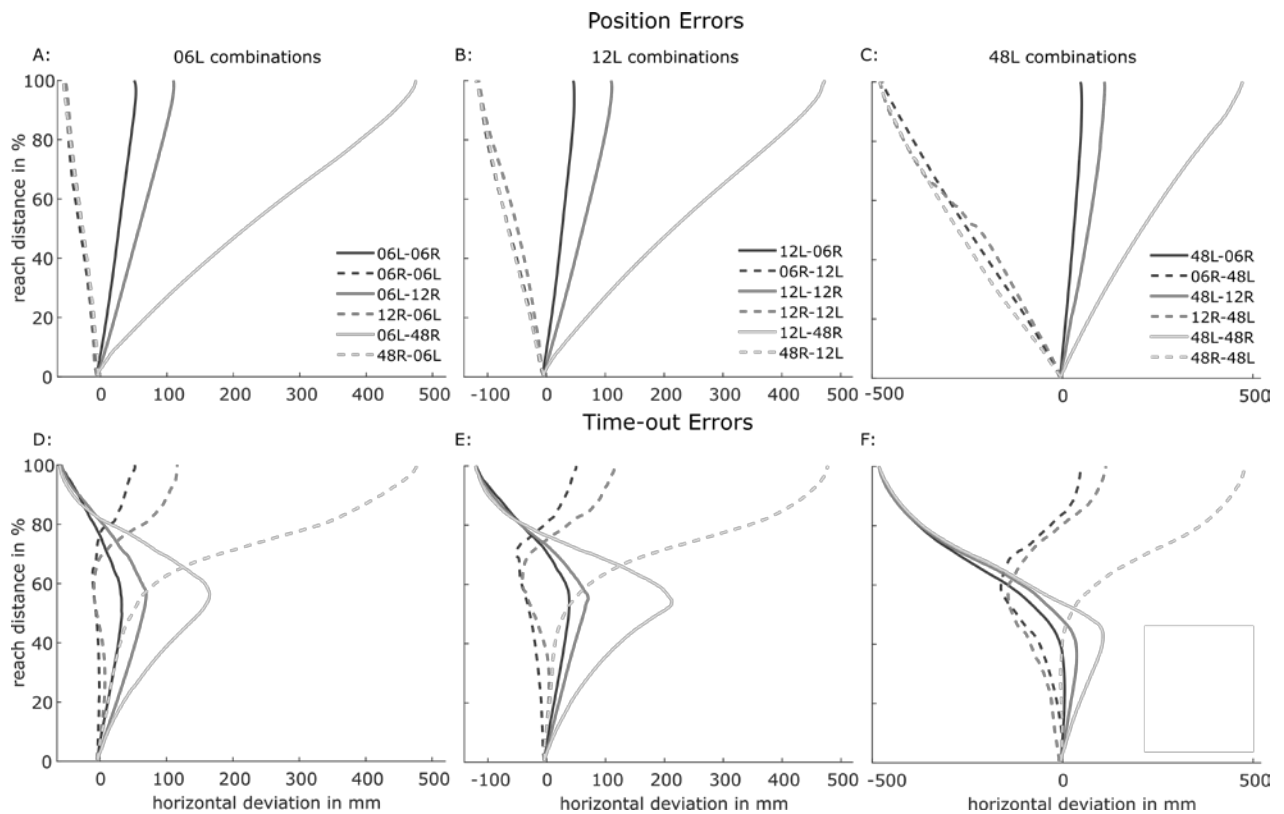 Position Errors
A: 06L combinations
B: 12L combinations
C: 48L combinations
reach distance in %
100
80
60
40
20
0
06L-06R
06R-06L
06L-12R
12R-06L
06L-48R
48R-06L
12L-06R
06R-12L
12L-12R
12R-12L
12L-48R
48R-12L
48L-06R
06R-48L
48L-12R
12R-48L
48L-48R
48R-48L
0 100 200 300 400 500
-100 0 100 200 300 400 500
-500 0 500
Time-out Errors
D:
E:
F:
reach distance in %
100
80
60
40
20
0
0 100 200 300 400 500
-100 0 100 200 300 400 500
-500 0 500
horizontal deviation in mm
horizontal deviation in mm
horizontal deviation in mm